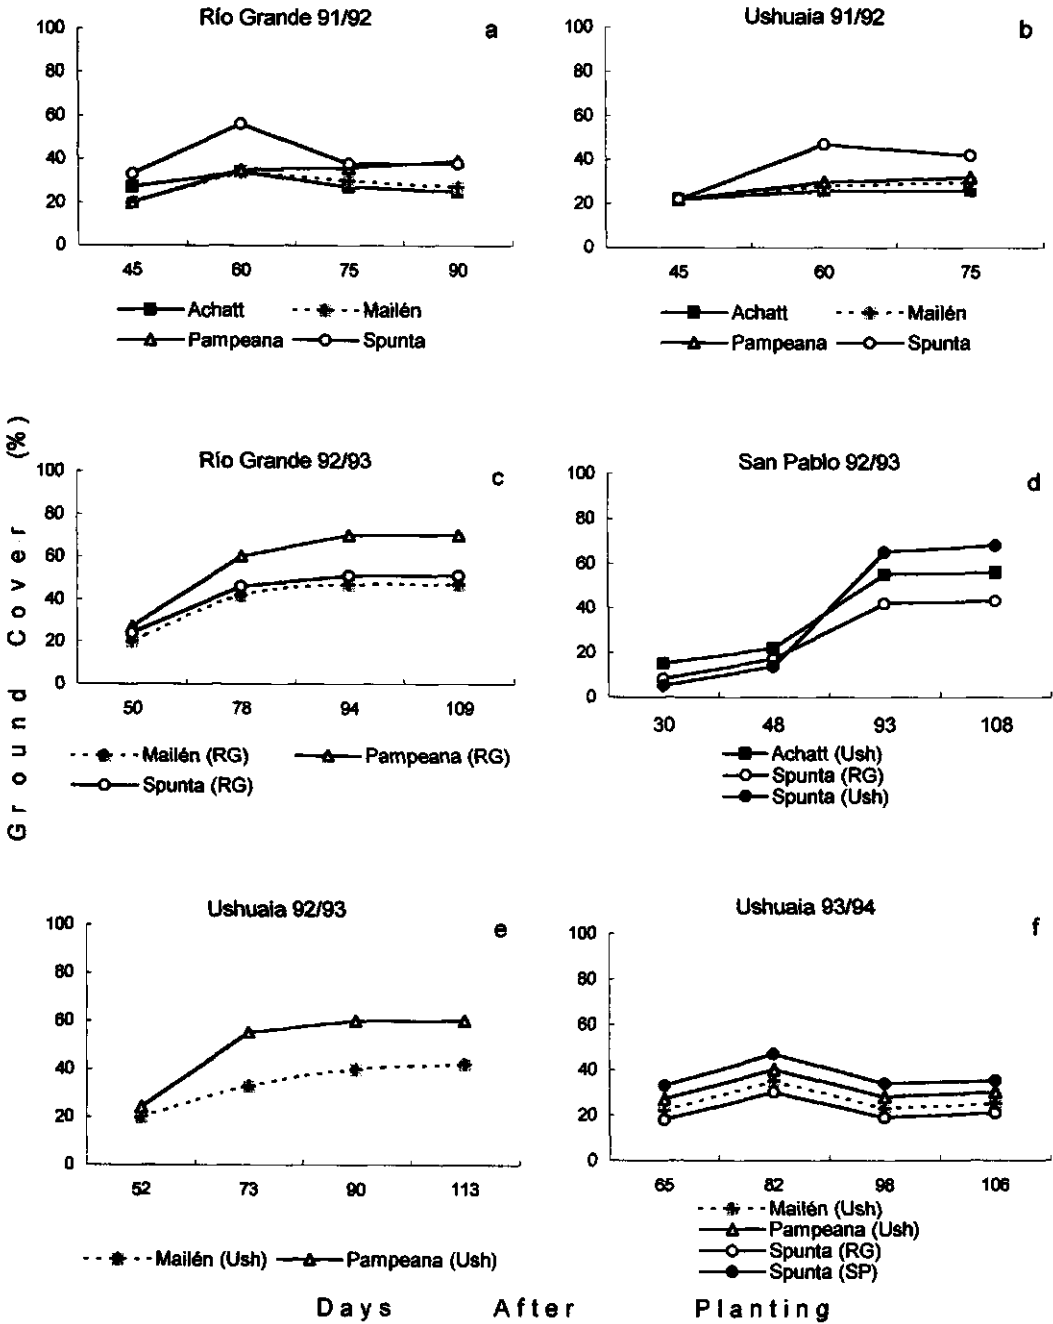 Río Grande 91/92
a
100
80
60
40
20
0
45 60 75 90
Achatt Mailén
Pampeana Spunta
Ushuaia 91/92
b
100
80
60
40
20
0
45 60 75
Achatt Mailén
Pampeana Spunta
Ground Cover (%)
Río Grande 92/93
c
100
80
60
40
20
0
50 78 94 109
Mailén (RG) Pampeana (RG)
Spunta (RG)
San Pablo 92/93
d
100
80
60
40
20
0
30 48 93 108
Achatt (Ush)
Spunta (RG)
Spunta (Ush)
Ushuaia 92/93
e
100
80
60
40
20
0
52 73 90 113
Mailén (Ush) Pampeana (Ush)
Ushuaia 93/94
f
100
80
60
40
20
0
65 82 98 106
Mailén (Ush)
Pampeana (Ush)
Spunta (RG)
Spunta (SP)
Days After Planting